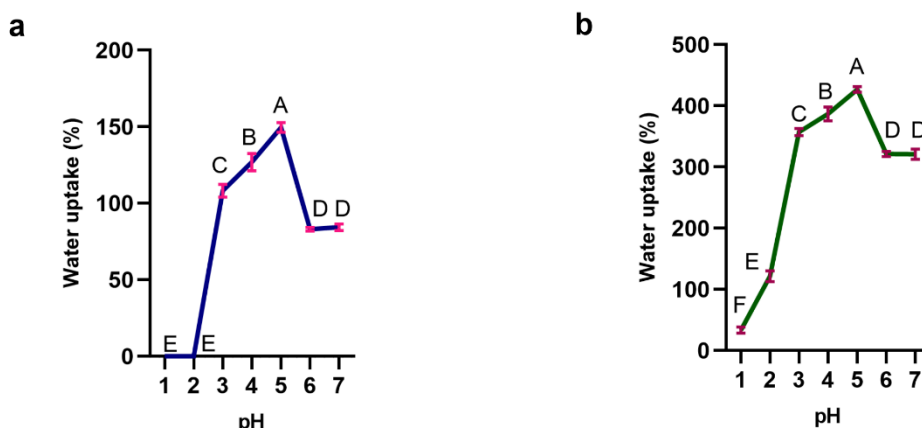 a
200
150
100
50
0
Water uptake (%)
E
E
C
B
A
D D
1 2 3 4 5 6 7
pH
b
500
400
300
200
100
0
Water uptake (%)
F
E
C
B
A
D D
1 2 3 4 5 6 7
pH